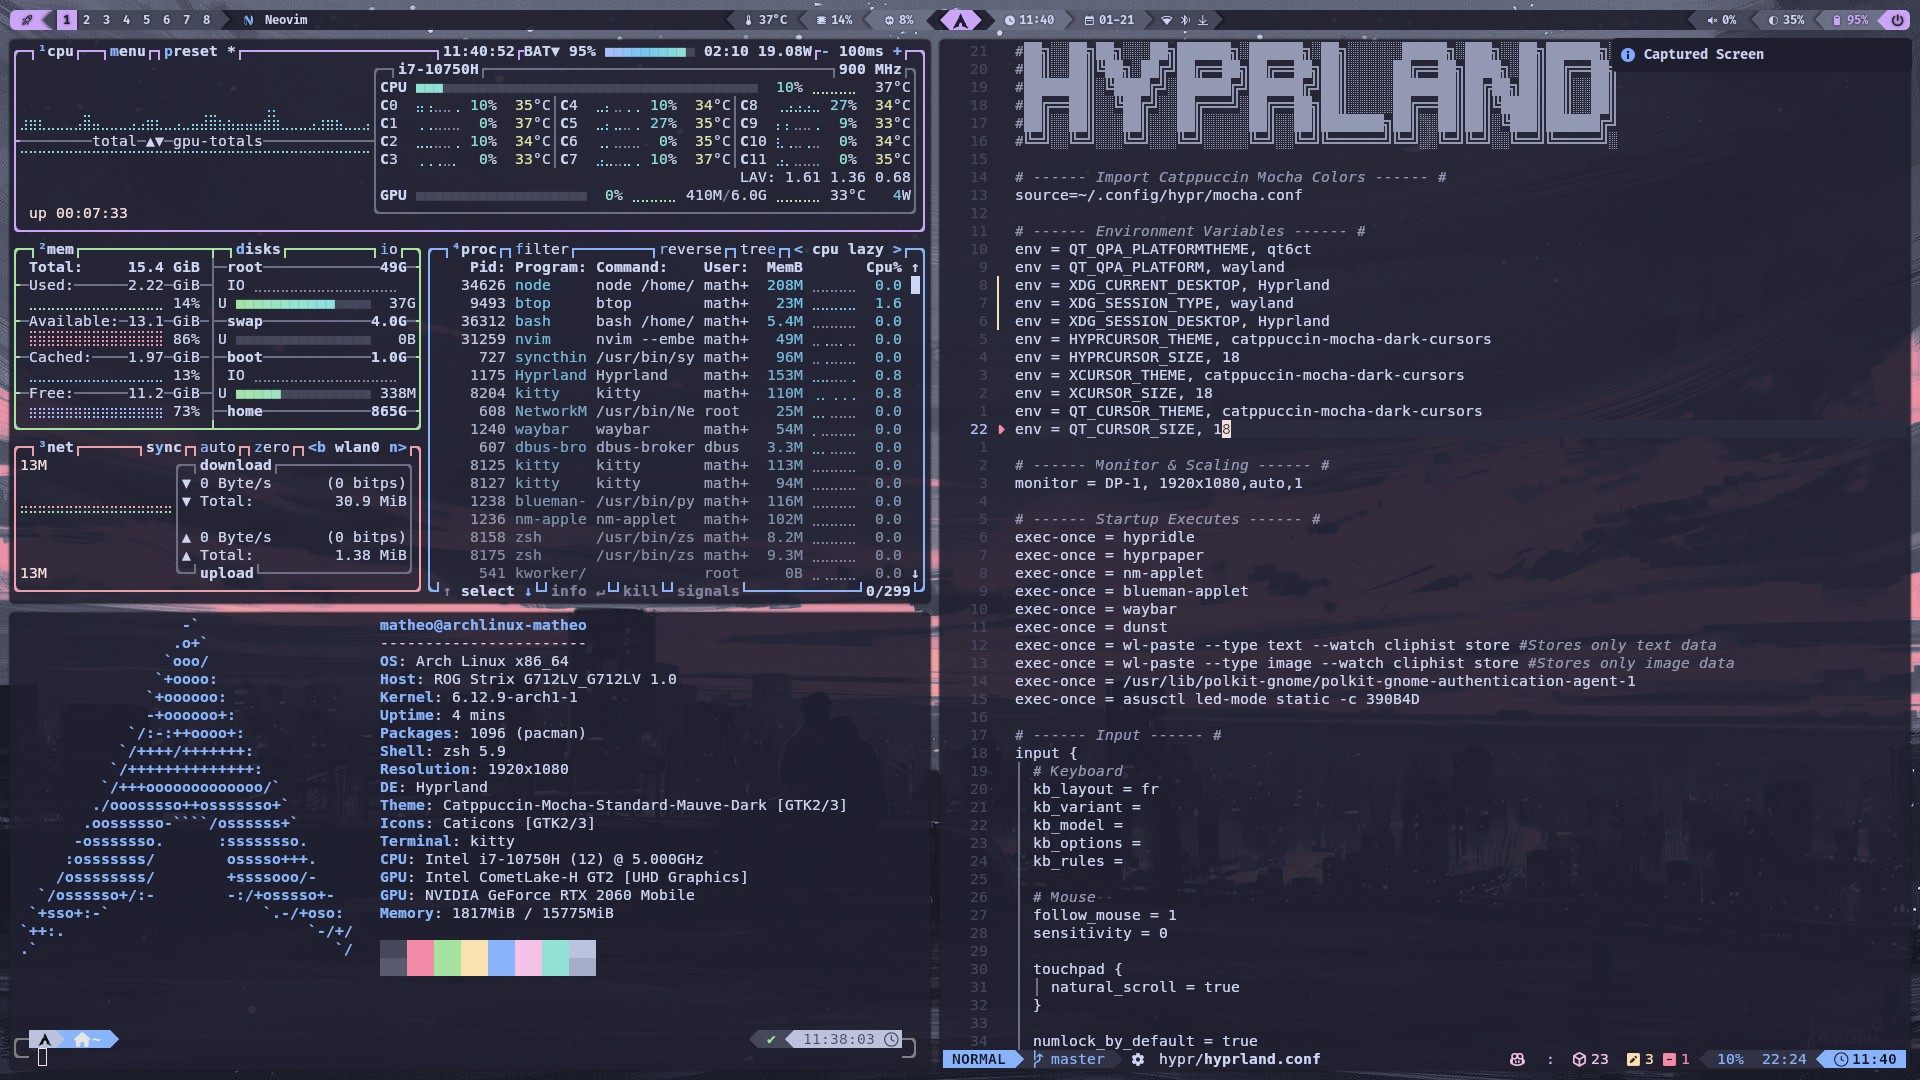 1 2 3 4 5 6 7 8 Neovim 37°C 14% 8% 11:40 01-21 0% 35% 95%
¹cpu menu preset * 11:40:52 BAT▼ 95% 02:10 19.08W - 100ms +
i7-10750H 900 MHz
CPU 10% 37°C
C0 10% 35°C C4 10% 34°C C8 27% 34°C
C1 0% 37°C C5 27% 35°C C9 9% 33°C
total ▲▼ gpu-totals
C2 10% 34°C C6 0% 35°C C10 0% 34°C
C3 0% 33°C C7 10% 37°C C11 0% 35°C
LAV: 1.61 1.36 0.68
GPU 0% 410M/6.0G 33°C 4W
up 00:07:33
²mem disks io
Total: 15.4 GiB root 49G
Used: 2.22 GiB IO
14% U 37G
Available: 13.1 GiB swap 4.0G
86% U 0B
Cached: 1.97 GiB boot 1.0G
13% IO
Free: 11.2 GiB U 338M
73% home 865G
³net sync auto zero <b wlan0 n>
13M download
▼ 0 Byte/s (0 bitps)
▼ Total: 30.9 MiB
▲ 0 Byte/s (0 bitps)
▲ Total: 1.38 MiB
13M upload
⁴proc filter reverse tree < cpu lazy >
Pid: Program: Command: User: MemB Cpu% ↑
34626 node node /home/ math+ 208M 0.0
9493 btop btop math+ 23M 1.6
36312 bash bash /home/ math+ 5.4M 0.0
31259 nvim nvim --embe math+ 49M 0.0
727 syncthin /usr/bin/sy math+ 96M 0.0
1175 Hyprland Hyprland math+ 153M 0.8
8204 kitty kitty math+ 110M 0.8
608 NetworkM /usr/bin/Ne root 25M 0.0
1240 waybar waybar math+ 54M 0.0
607 dbus-bro dbus-broker dbus 3.3M 0.0
8125 kitty kitty math+ 113M 0.0
8127 kitty kitty math+ 94M 0.0
1238 blueman- /usr/bin/py math+ 116M 0.0
1236 nm-apple nm-applet math+ 102M 0.0
8158 zsh /usr/bin/zs math+ 8.2M 0.0
8175 zsh /usr/bin/zs math+ 9.3M 0.0
541 kworker/ root 0B 0.0 ↓
↑ select ↓ info ↵ kill signals 0/299
matheo@archlinux-matheo
-----------------------
OS: Arch Linux x86_64
Host: ROG Strix G712LV_G712LV 1.0
Kernel: 6.12.9-arch1-1
Uptime: 4 mins
Packages: 1096 (pacman)
Shell: zsh 5.9
Resolution: 1920x1080
DE: Hyprland
Theme: Catppuccin-Mocha-Standard-Mauve-Dark [GTK2/3]
Icons: Caticons [GTK2/3]
Terminal: kitty
CPU: Intel i7-10750H (12) @ 5.000GHz
GPU: Intel CometLake-H GT2 [UHD Graphics]
GPU: NVIDIA GeForce RTX 2060 Mobile
Memory: 1817MiB / 15775MiB
~ ✔ 11:38:03
Captured Screen
21 #
20 #
19 #
18 # HYPRLAND
17 #
16 #
15
14 # ------ Import Catppuccin Mocha Colors ------ #
13 source=~/.config/hypr/mocha.conf
12
11 # ------ Environment Variables ------ #
10 env = QT_QPA_PLATFORMTHEME, qt6ct
9 env = QT_QPA_PLATFORM, wayland
8 env = XDG_CURRENT_DESKTOP, Hyprland
7 env = XDG_SESSION_TYPE, wayland
6 env = XDG_SESSION_DESKTOP, Hyprland
5 env = HYPRCURSOR_THEME, catppuccin-mocha-dark-cursors
4 env = HYPRCURSOR_SIZE, 18
3 env = XCURSOR_THEME, catppuccin-mocha-dark-cursors
2 env = XCURSOR_SIZE, 18
1 env = QT_CURSOR_THEME, catppuccin-mocha-dark-cursors
22 env = QT_CURSOR_SIZE, 18
1
2 # ------ Monitor & Scaling ------ #
3 monitor = DP-1, 1920x1080,auto,1
4
5 # ------ Startup Executes ------ #
6 exec-once = hypridle
7 exec-once = hyprpaper
8 exec-once = nm-applet
9 exec-once = blueman-applet
10 exec-once = waybar
11 exec-once = dunst
12 exec-once = wl-paste --type text --watch cliphist store #Stores only text data
13 exec-once = wl-paste --type image --watch cliphist store #Stores only image data
14 exec-once = /usr/lib/polkit-gnome/polkit-gnome-authentication-agent-1
15 exec-once = asusctl led-mode static -c 390B4D
16
17 # ------ Input ------ #
18 input {
19 # Keyboard
20 kb_layout = fr
21 kb_variant =
22 kb_model =
23 kb_options =
24 kb_rules =
25
26 # Mouse
27 follow_mouse = 1
28 sensitivity = 0
29
30 touchpad {
31 natural_scroll = true
32 }
33
34 numlock_by_default = true
NORMAL master hypr/hyprland.conf : 23 3 1 10% 22:24 11:40